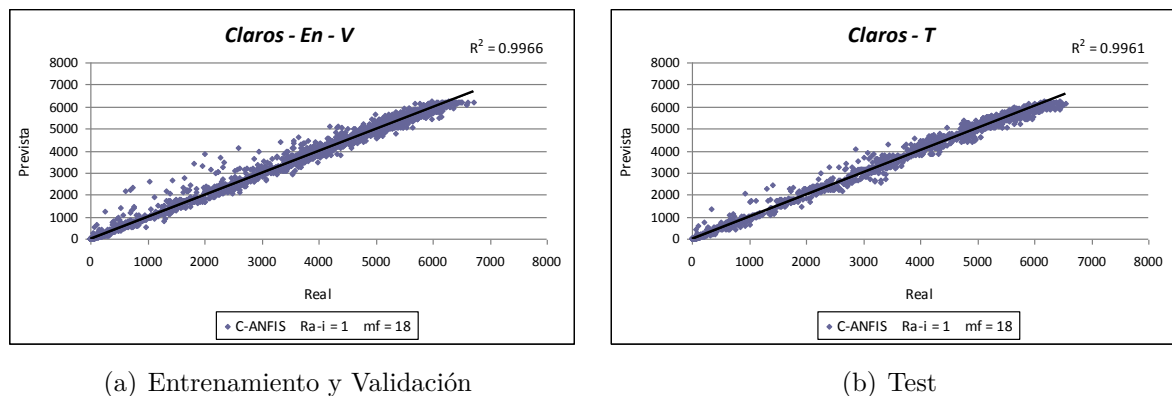 Claros - En - V
R² = 0.9966
8000
7000
6000
5000
4000
3000
2000
1000
0
Prevista
0 1000 2000 3000 4000 5000 6000 7000 8000
Real
C-ANFIS Ra-i = 1 mf = 18
(a) Entrenamiento y Validación
Claros - T
R² = 0.9961
8000
7000
6000
5000
4000
3000
2000
1000
0
Prevista
0 1000 2000 3000 4000 5000 6000 7000 8000
Real
C-ANFIS Ra-i = 1 mf = 18
(b) Test